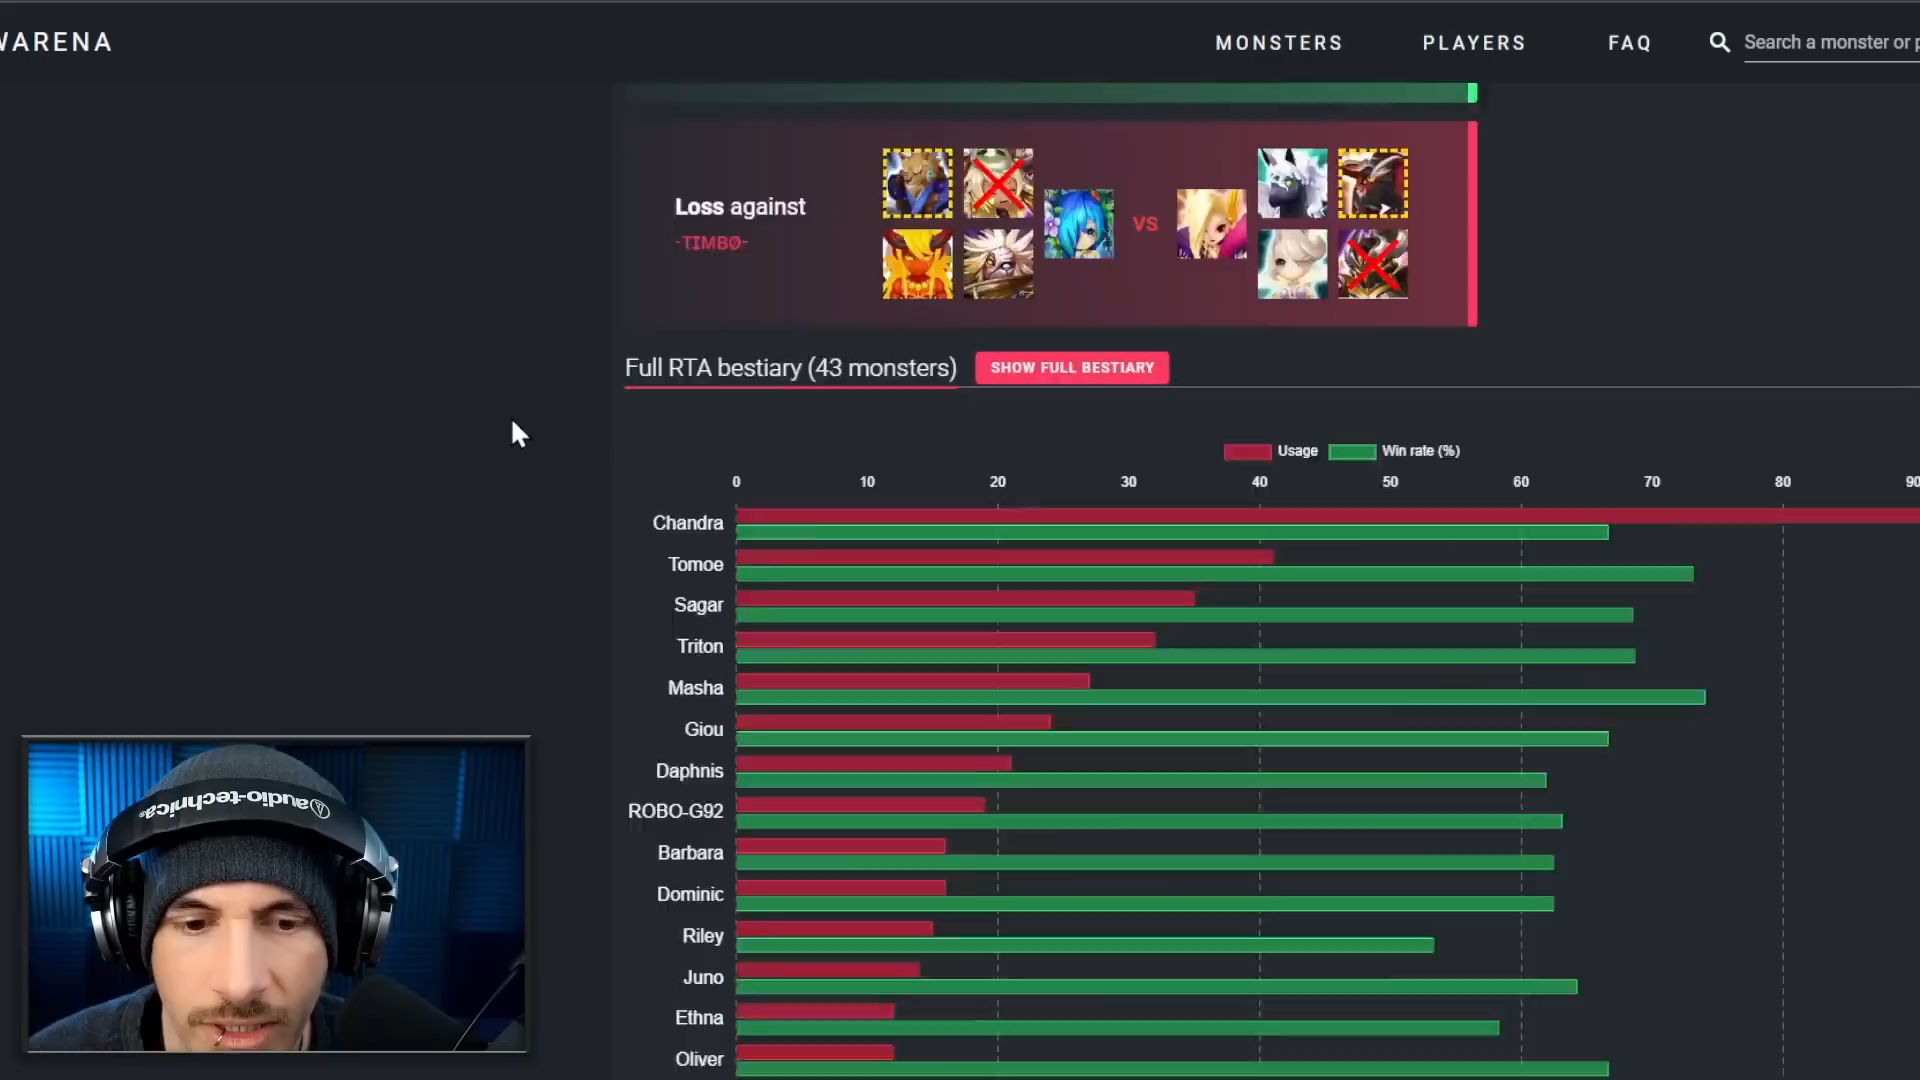 WARENA
MONSTERS PLAYERS FAQ Search a monster or p
Loss against
-TIMBØ-
VS
Full RTA bestiary (43 monsters) SHOW FULL BESTIARY
Usage Win rate (%)
0 10 20 30 40 50 60 70 80 90
Chandra
Tomoe
Sagar
Triton
Masha
Giou
Daphnis
ROBO-G92
Barbara
Dominic
Riley
Juno
Ethna
Oliver
audio-technica